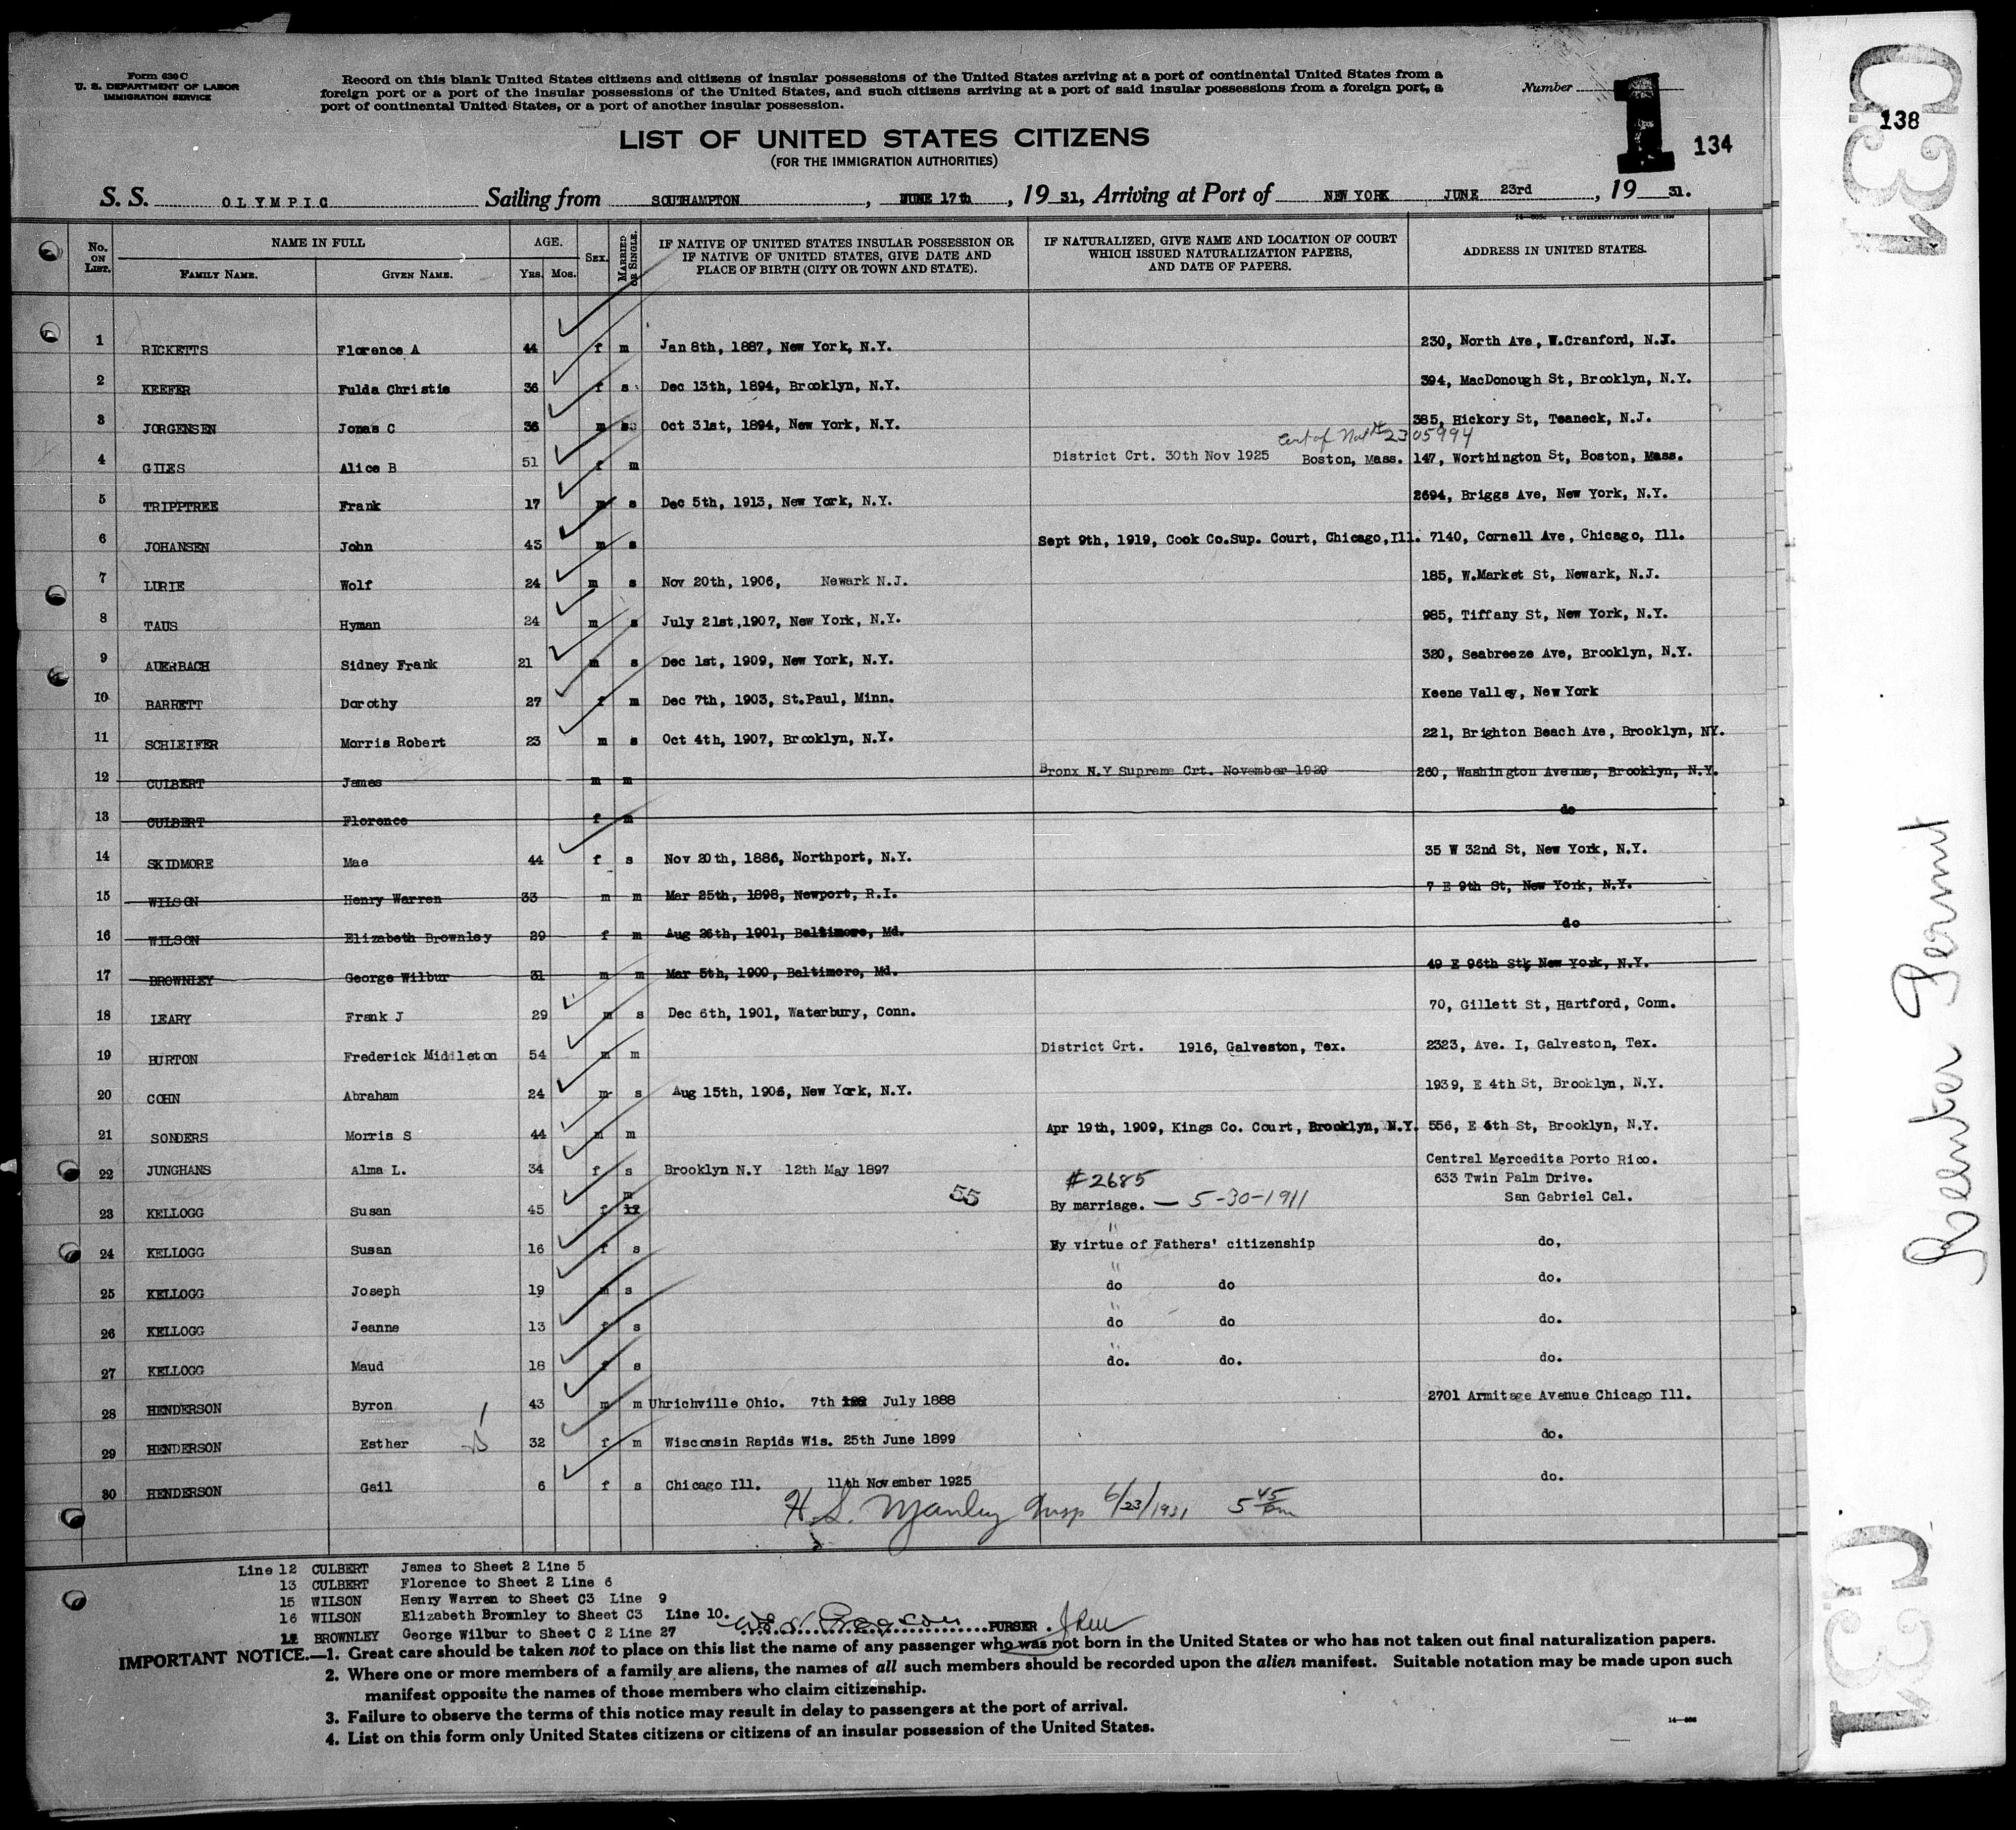 Form 630 C
U. S. DEPARTMENT OF LABOR
IMMIGRATION SERVICE
Record on this blank United States citizens and citizens of insular possessions of the United States arriving at a port of continental United States from a
foreign port or a port of the insular possessions of the United States, and such citizens arriving at a port of said insular possessions from a foreign port, a
port of continental United States, or a port of another insular possession.
Number 1
134
138
C31
LIST OF UNITED STATES CITIZENS
(FOR THE IMMIGRATION AUTHORITIES)
S. S. OLYMPIC Sailing from SOUTHAMPTON, JUNE 17th, 19 31, Arriving at Port of NEW YORK JUNE 23rd, 19 31.
No. ON LIST. NAME IN FULL FAMILY NAME. GIVEN NAME. AGE. YRS. MOS. SEX. MARRIED OR SINGLE. IF NATIVE OF UNITED STATES INSULAR POSSESSION OR IF NATIVE OF UNITED STATES, GIVE DATE AND PLACE OF BIRTH (CITY OR TOWN AND STATE). IF NATURALIZED, GIVE NAME AND LOCATION OF COURT WHICH ISSUED NATURALIZATION PAPERS, AND DATE OF PAPERS. ADDRESS IN UNITED STATES.
1 RICKETTS Florence A 44 f m Jan 8th, 1887, New York, N.Y. 230, North Ave, W.Cranford, N.J.
2 KEEFER Fulda Christie 36 f s Dec 13th, 1894, Brooklyn, N.Y. 394, MacDonough St, Brooklyn, N.Y.
3 JORGENSEN Jonas C 36 m s Oct 31st, 1894, New York, N.Y. 385, Hickory St, Teaneck, N.J.
Cert of Nat # 2305994
4 GILES Alice B 51 f m District Crt. 30th Nov 1925 Boston, Mass. 147, Worthington St, Boston, Mass.
5 TRIPPTREE Frank 17 m s Dec 5th, 1913, New York, N.Y. 2694, Briggs Ave, New York, N.Y.
6 JOHANSEN John 43 m s Sept 9th, 1919, Cook Co.Sup. Court, Chicago,Ill. 7140, Cornell Ave, Chicago, Ill.
7 LURIE Wolf 24 m s Nov 20th, 1906, Newark N.J. 185, W.Market St, Newark, N.J.
8 TAUS Hyman 24 m s July 21st,1907, New York, N.Y. 985, Tiffany St, New York, N.Y.
9 AUERBACH Sidney Frank 21 m s Dec 1st, 1909, New York, N.Y. 320, Seabreeze Ave, Brooklyn, N.Y.
10 BARRETT Dorothy 27 f m Dec 7th, 1903, St.Paul, Minn. Keene Valley, New York
11 SCHLEIFER Morris Robert 23 m s Oct 4th, 1907, Brooklyn, N.Y. 221, Brighton Beach Ave, Brooklyn, NY.
12 CULBERT James m m Bronx N.Y Supreme Crt. November 1929 260, Washington Avenue, Brooklyn, N.Y.
13 CULBERT Florence f m do
14 SKIDMORE Mae 44 f s Nov 20th, 1886, Northport, N.Y. 35 W 32nd St, New York, N.Y.
15 WILSON Henry Warren 33 m m Mar 25th, 1898, Newport, R.I. 7 E 9th St, New York, N.Y.
16 WILSON Elizabeth Brownley 29 f m Aug 26th, 1901, Baltimore, Md. do
17 BROWNLEY George Wilbur 31 m m Mar 5th, 1900, Baltimore, Md. 49 E 96th St, New York, N.Y.
18 LEARY Frank J 29 m s Dec 6th, 1901, Waterbury, Conn. 70, Gillett St, Hartford, Conn.
19 BURTON Frederick Middleton 54 m m District Crt. 1916, Galveston, Tex. 2323, Ave. I, Galveston, Tex.
20 COHN Abraham 24 m s Aug 15th, 1906, New York, N.Y. 1939, E 4th St, Brooklyn, N.Y.
21 SONDERS Morris S 44 m m Apr 19th, 1909, Kings Co. Court, Brooklyn, N.Y. 556, E 6th St, Brooklyn, N.Y.
22 JUNGHANS Alma L. 34 f s Brooklyn N.Y 12th May 1897 Central Mercedita Porto Rico.
#2685 633 Twin Palm Drive.
23 KELLOGG Susan 45 f m 55 By marriage. — 5-30-1911 San Gabriel Cal.
24 KELLOGG Susan 16 f s By virtue of Fathers' citizenship do,
25 KELLOGG Joseph 19 m s do do do.
26 KELLOGG Jeanne 13 f s do do do.
27 KELLOGG Maud 18 f s do. do. do.
28 HENDERSON Byron 43 m m Uhrichville Ohio. 7th July 1888 2701 Armitage Avenue Chicago Ill.
29 HENDERSON Esther 32 f m Wisconsin Rapids Wis. 25th June 1899 do.
30 HENDERSON Gail 6 f s Chicago Ill. 11th November 1925 do.
H. S. Manley Insp 6/23/1931 5 45 pm
Line 12 CULBERT James to Sheet 2 Line 5
13 CULBERT Florence to Sheet 2 Line 6
15 WILSON Henry Warren to Sheet C3 Line 9
16 WILSON Elizabeth Brownley to Sheet C3 Line 10.
17 BROWNLEY George Wilbur to Sheet C 2 Line 27
PURSER.
IMPORTANT NOTICE.—1. Great care should be taken not to place on this list the name of any passenger who was not born in the United States or who has not taken out final naturalization papers.
2. Where one or more members of a family are aliens, the names of all such members should be recorded upon the alien manifest. Suitable notation may be made upon such
manifest opposite the names of those members who claim citizenship.
3. Failure to observe the terms of this notice may result in delay to passengers at the port of arrival.
4. List on this form only United States citizens or citizens of an insular possession of the United States.
Reenter Permit
C31